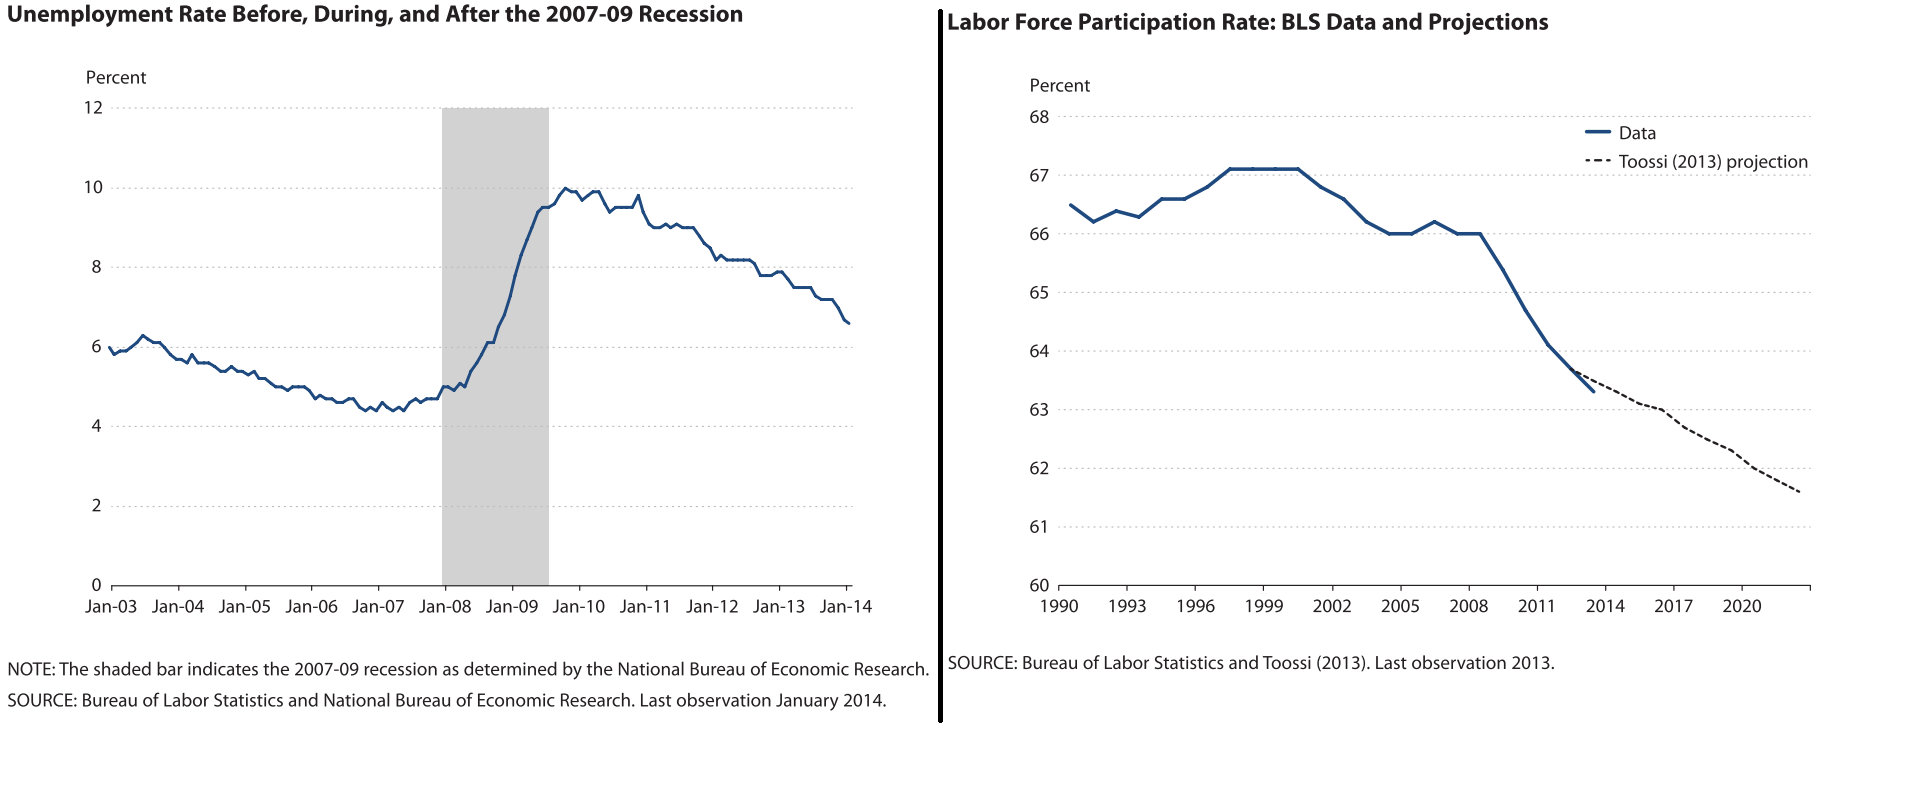 Unemployment Rate Before, During, and After the 2007-09 Recession
Percent
12
10
8
6
4
2
0
Jan-03 Jan-04 Jan-05 Jan-06 Jan-07 Jan-08 Jan-09 Jan-10 Jan-11 Jan-12 Jan-13 Jan-14
NOTE: The shaded bar indicates the 2007-09 recession as determined by the National Bureau of Economic Research.
SOURCE: Bureau of Labor Statistics and National Bureau of Economic Research. Last observation January 2014.
Labor Force Participation Rate: BLS Data and Projections
Percent
68
67
66
65
64
63
62
61
60
Data
Toossi (2013) projection
1990 1993 1996 1999 2002 2005 2008 2011 2014 2017 2020
SOURCE: Bureau of Labor Statistics and Toossi (2013). Last observation 2013.